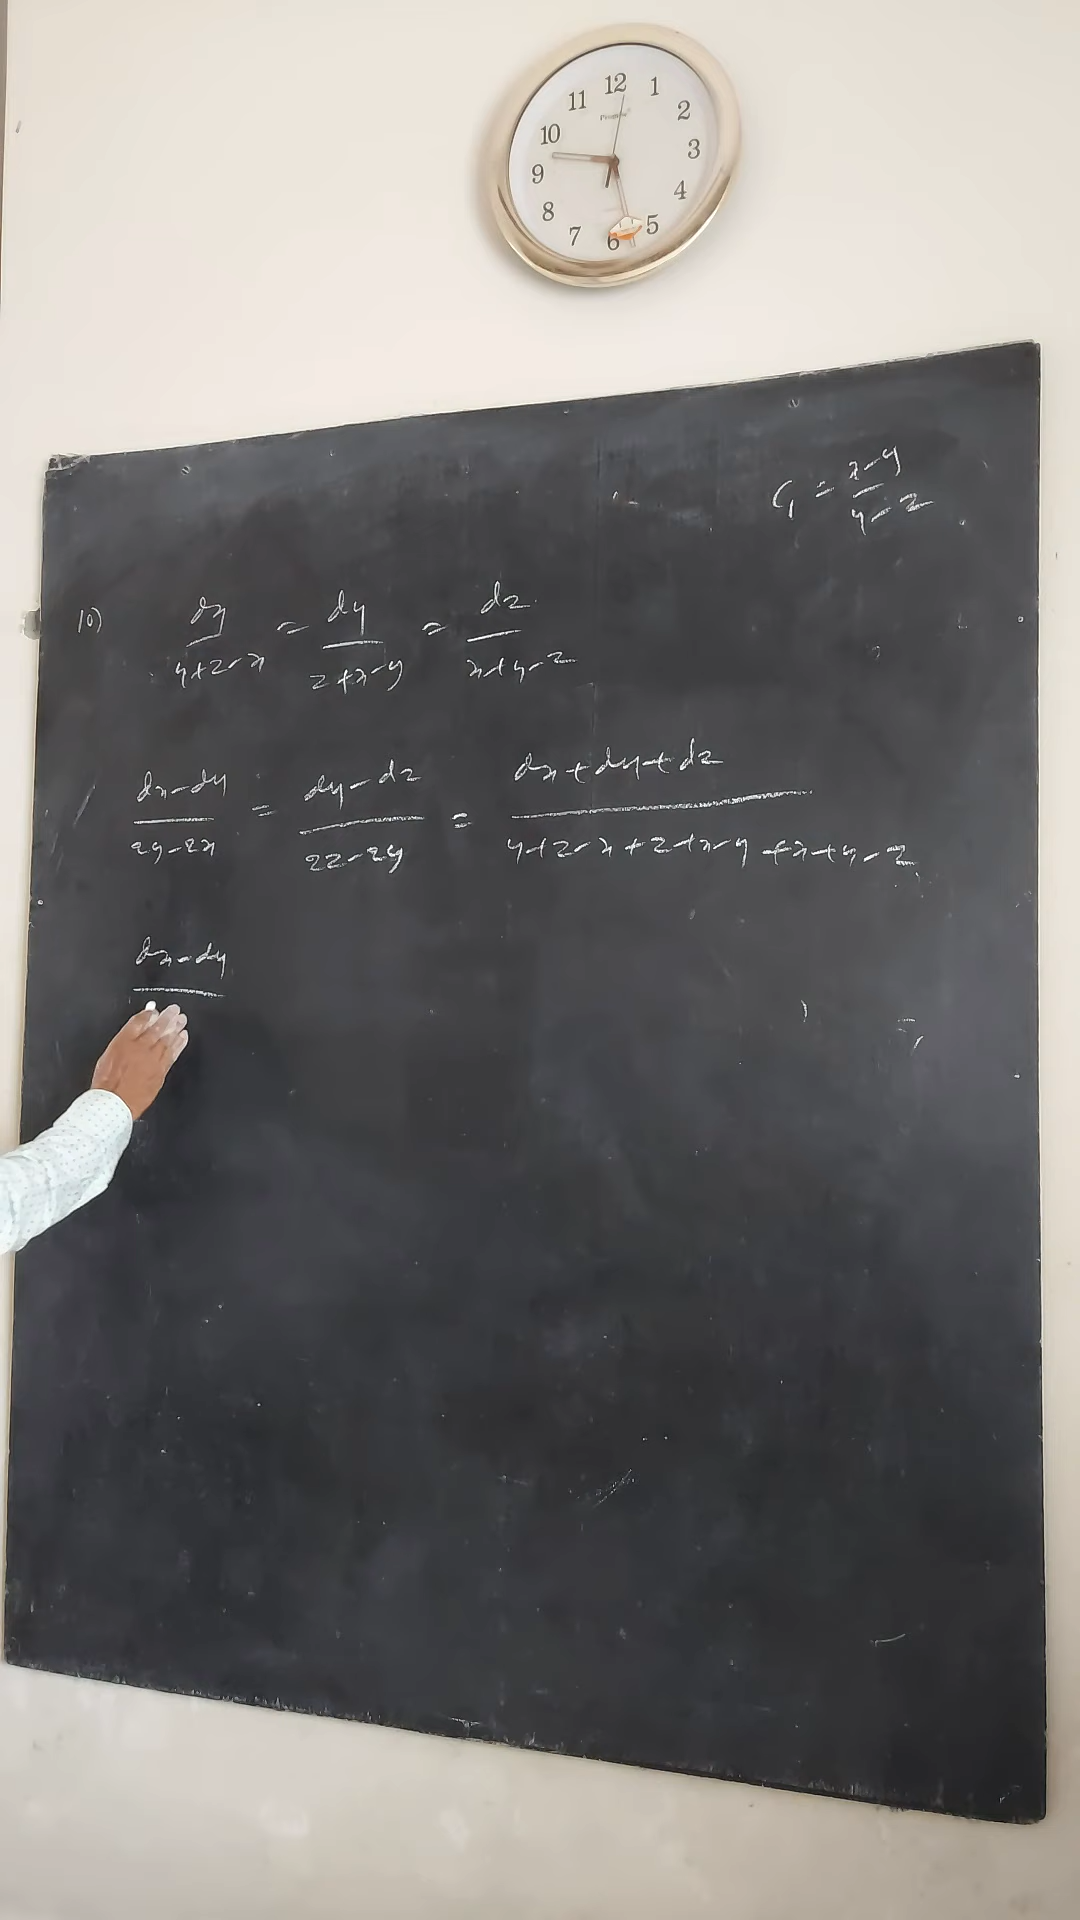 12
11 1
10 2
9 3
8 4
7 6 5
C₁ = x-y / y-z
10) dx / y+z-x = dy / z+x-y = dz / x+y-z
dx-dy / 2y-2x = dy-dz / 2z-2y = dx+dy+dz / y+z-x+z+x-y+x+y-z
dx-dy